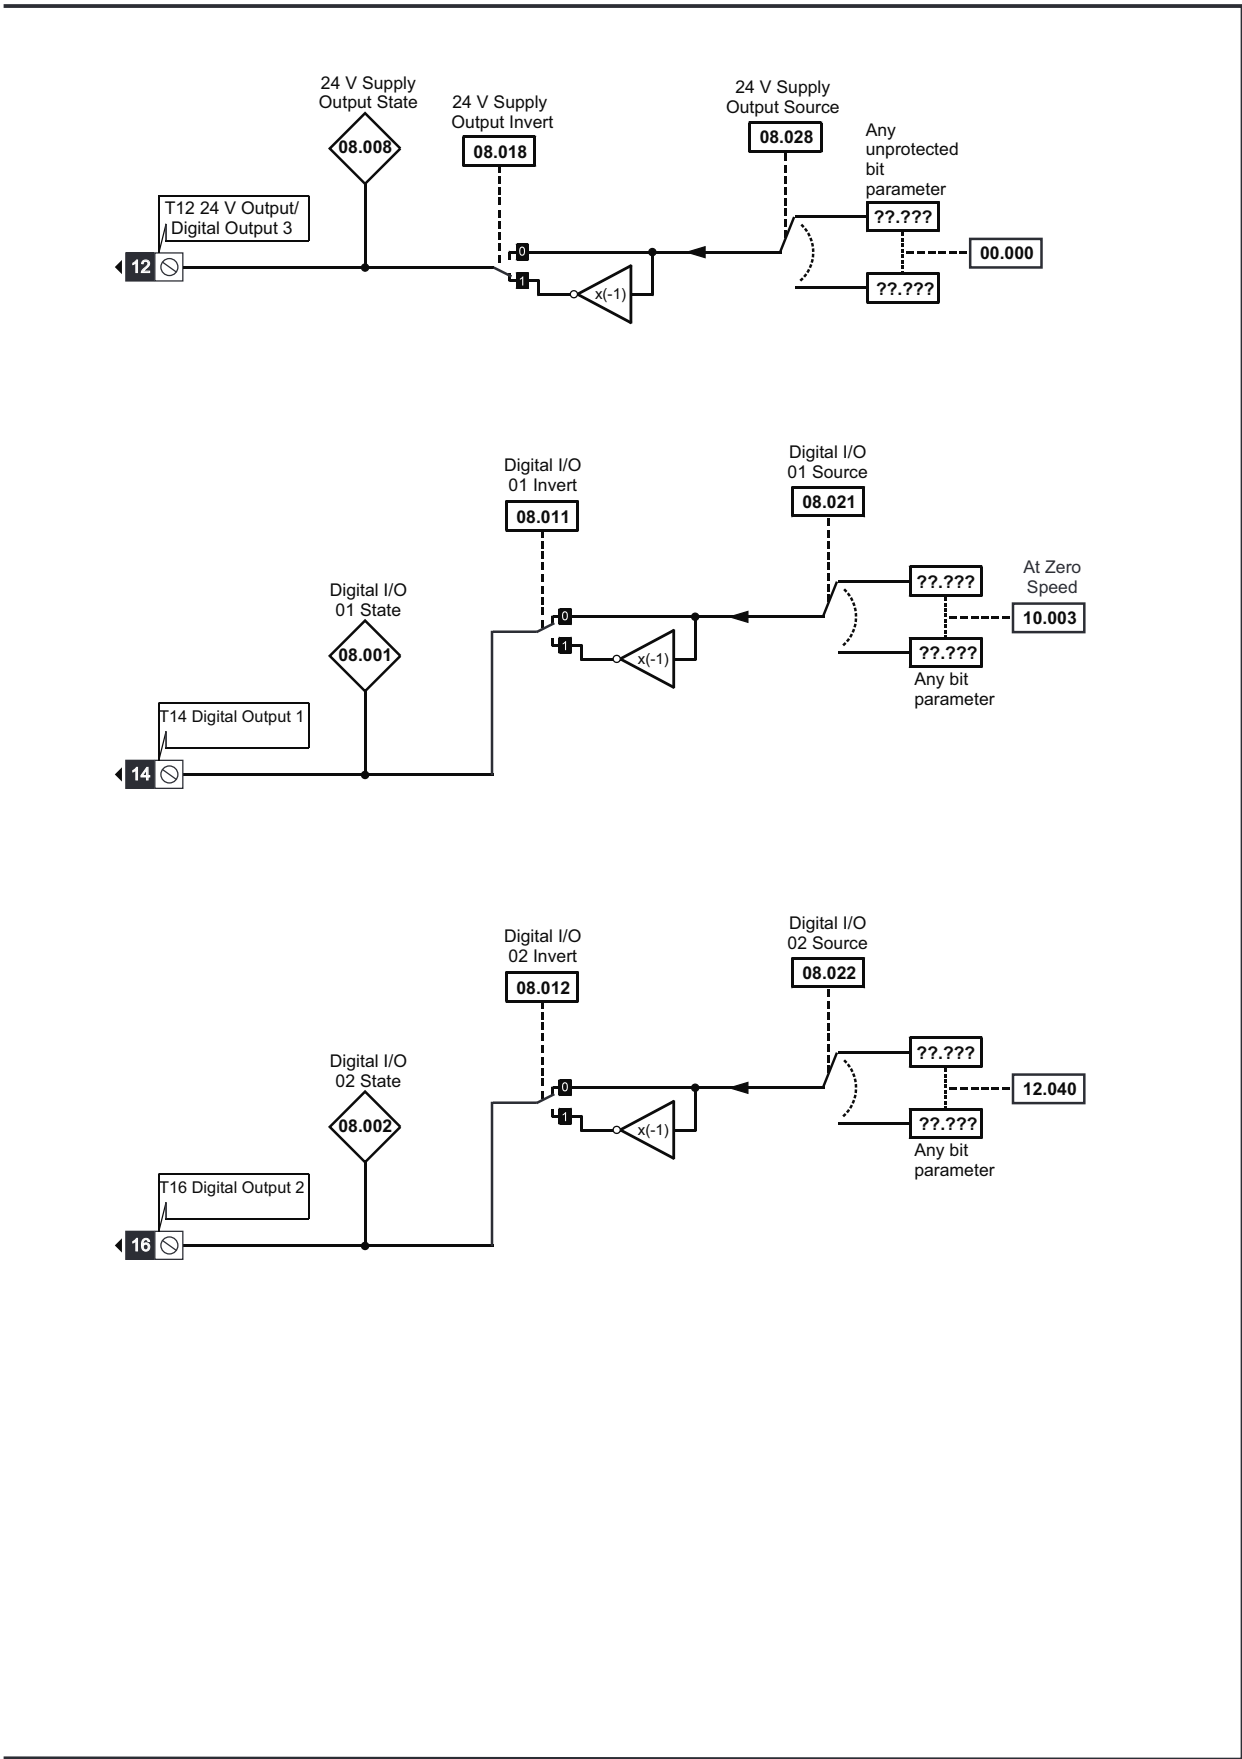 24 V Supply
Output State
08.008
24 V Supply
Output Invert
08.018
24 V Supply
Output Source
08.028
Any
unprotected
bit
parameter
??.???
00.000
??.???
T12 24 V Output/
Digital Output 3
12
0
1
x(-1)
Digital I/O
01 Invert
08.011
Digital I/O
01 Source
08.021
Digital I/O
01 State
08.001
0
1
x(-1)
??.???
At Zero
Speed
10.003
??.???
Any bit
parameter
T14 Digital Output 1
14
Digital I/O
02 Invert
08.012
Digital I/O
02 Source
08.022
Digital I/O
02 State
08.002
0
1
x(-1)
??.???
12.040
??.???
Any bit
parameter
T16 Digital Output 2
16